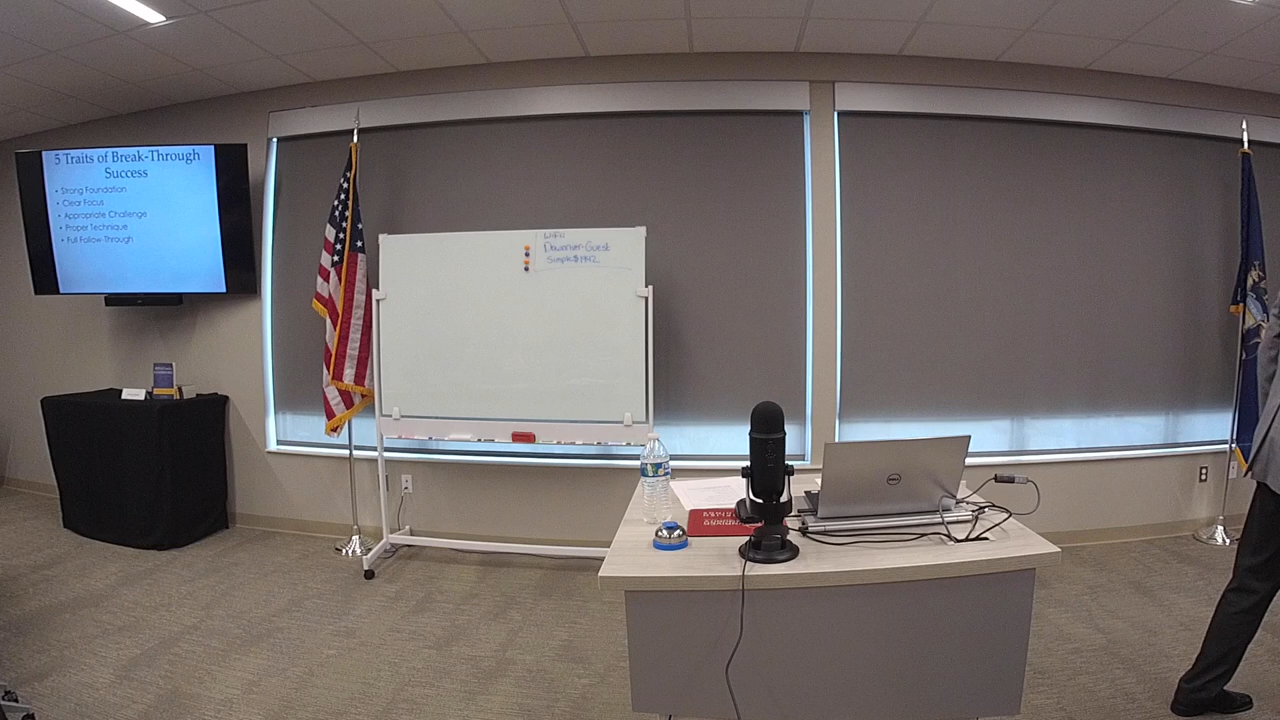 5 Traits of Break-Through
Success
• Strong Foundation
• Clear Focus
• Appropriate Challenge
• Proper Technique
• Full Follow-Through
WIFI
Downriver-Guest
Simple$1992
DELL